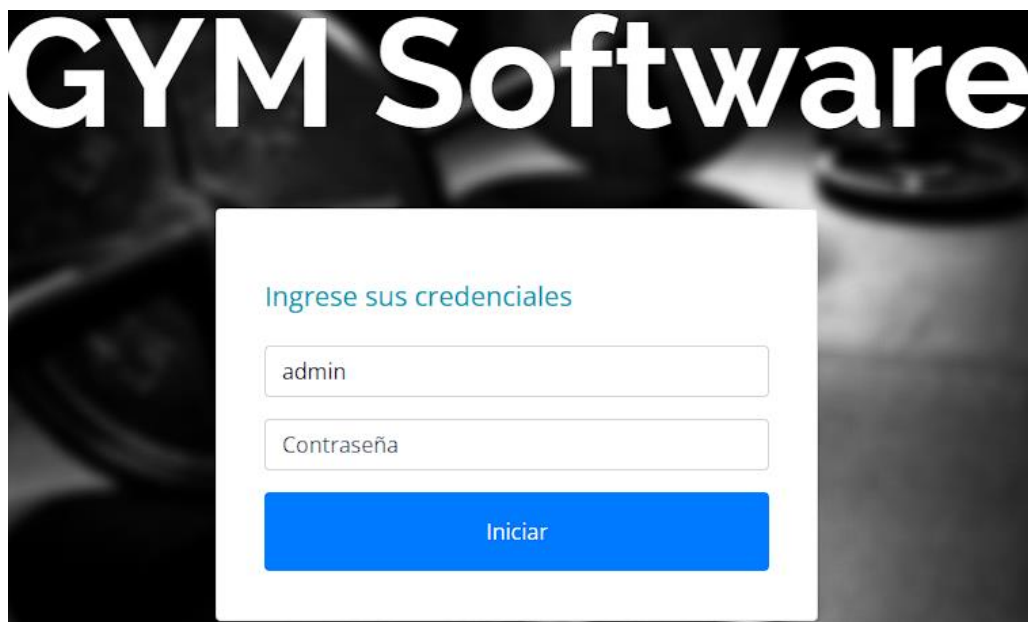 GYM Software
Ingrese sus credenciales
admin
Contraseña
Iniciar